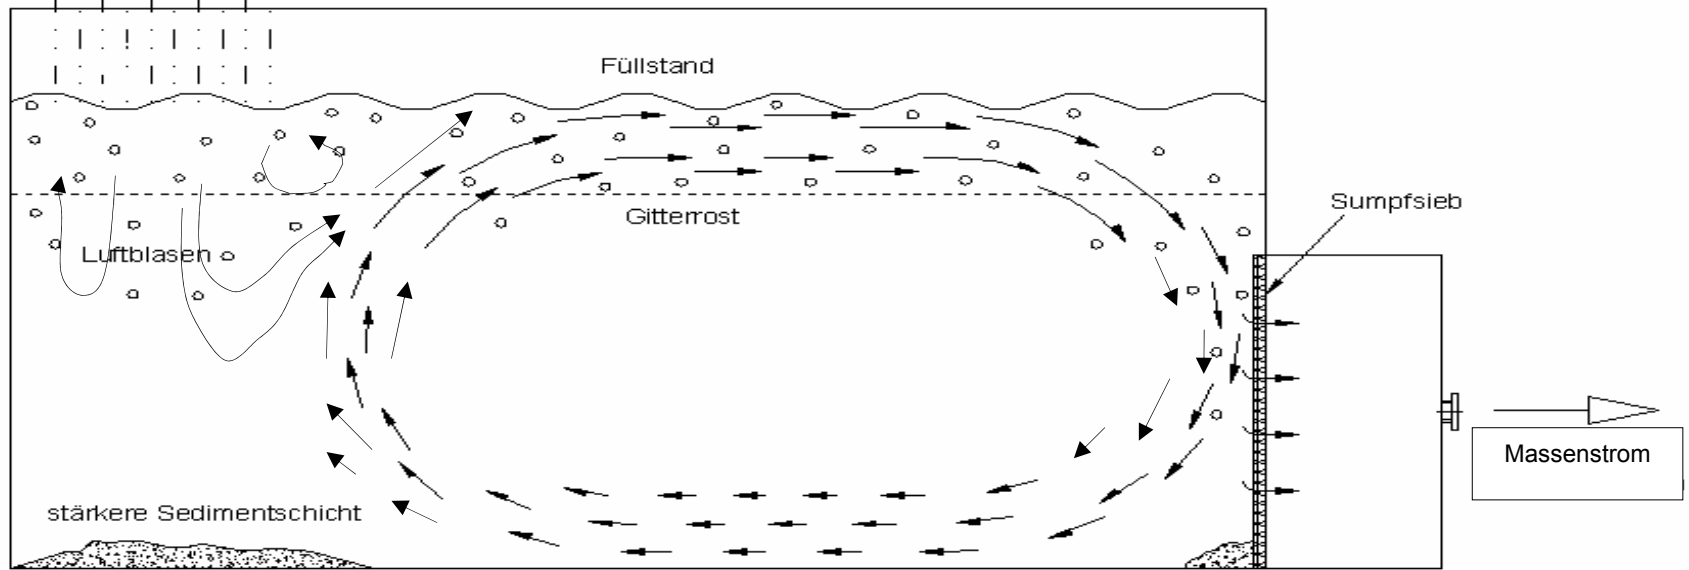 Füllstand
Gitterrost
Sumpfsieb
Luftblasen
Massenstrom
stärkere Sedimentschicht